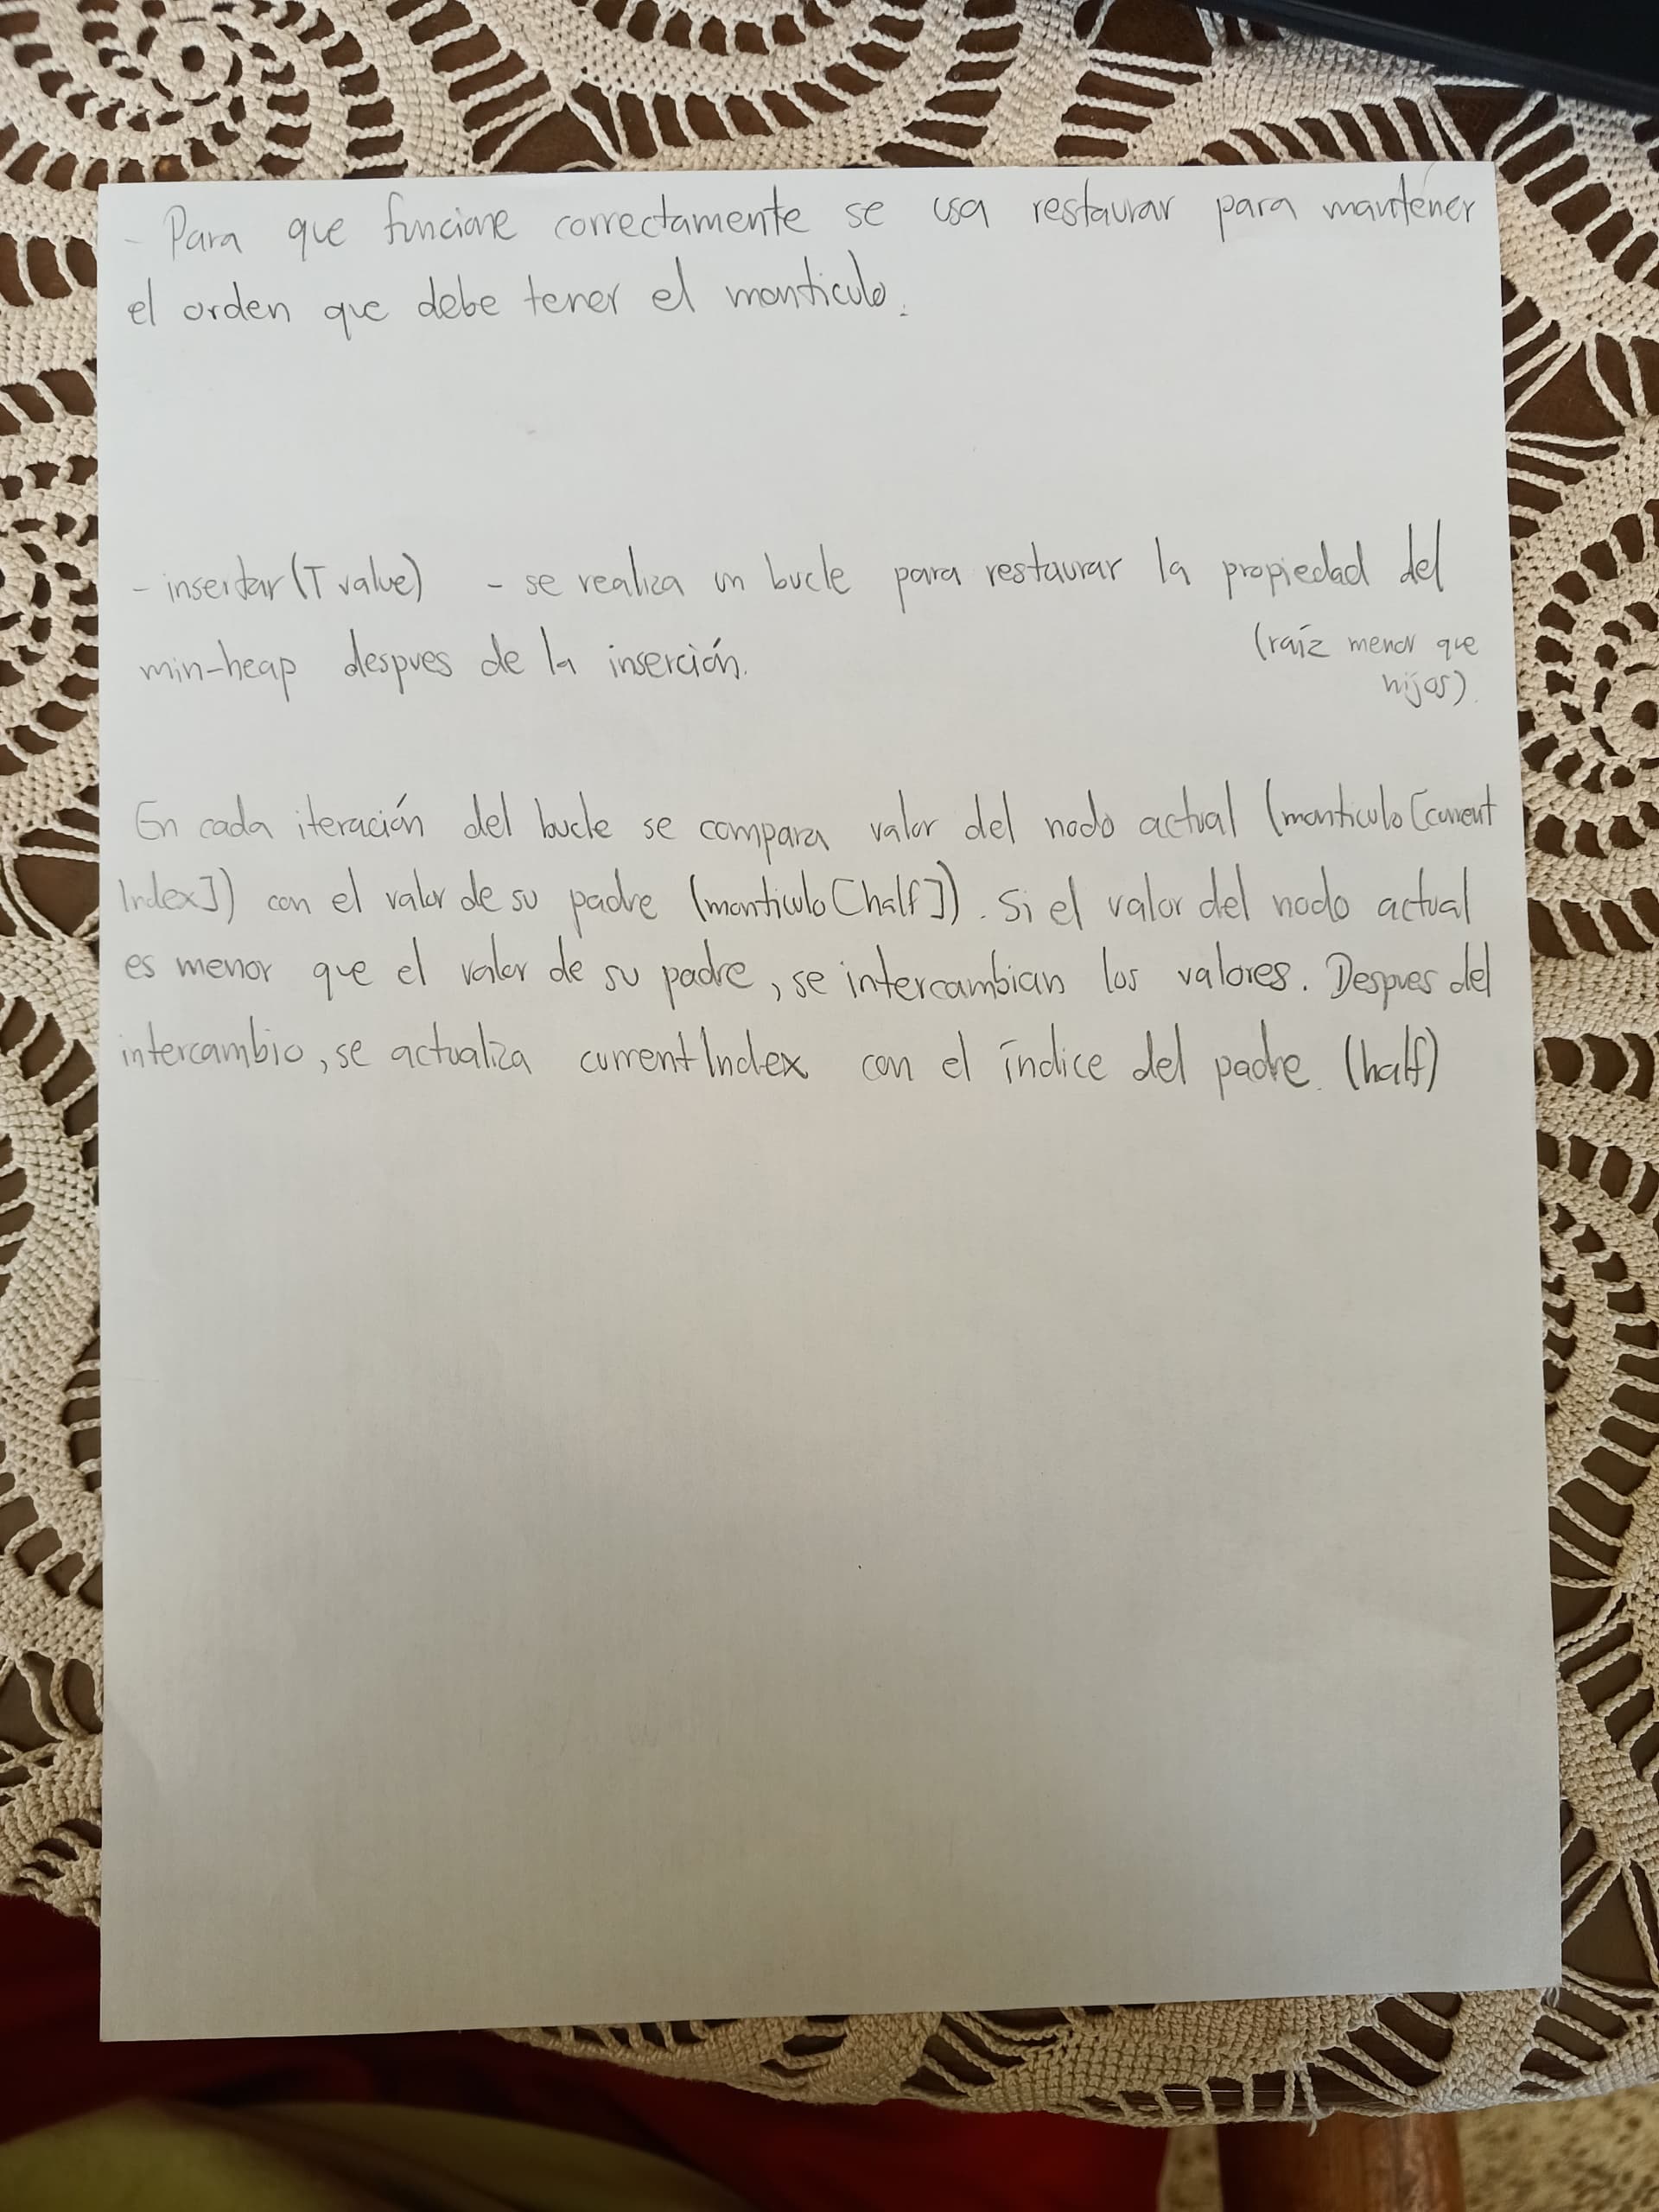 - Para que funcione correctamente se usa restaurar para mantener
el orden que debe tener el monticulo.
- insertar (T value) - se realiza un bucle para restaurar la propiedad del
min-heap despues de la inserción. (raíz menor que
hijos).
En cada iteración del bucle se compara valor del nodo actual (monticulo [current
Index]) con el valor de su padre (monticulo [half]). Si el valor del nodo actual
es menor que el valor de su padre, se intercambian los valores. Despues del
intercambio, se actualiza currentIndex con el índice del padre. (half)